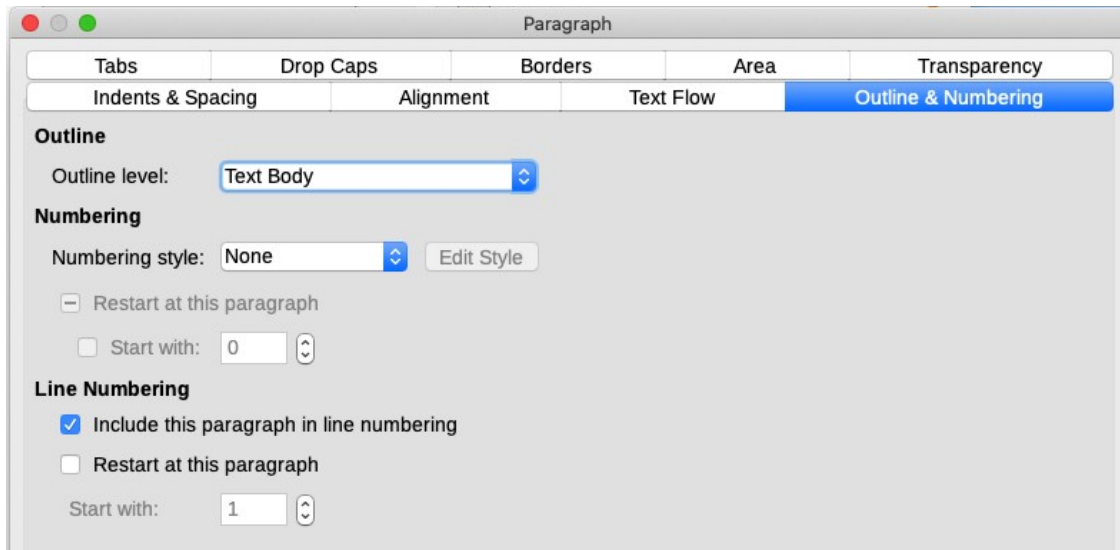 Paragraph
Tabs Drop Caps Borders Area Transparency
Indents & Spacing Alignment Text Flow Outline & Numbering
Outline
Outline level: Text Body
Numbering
Numbering style: None Edit Style
Restart at this paragraph
Start with: 0
Line Numbering
Include this paragraph in line numbering
Restart at this paragraph
Start with: 1